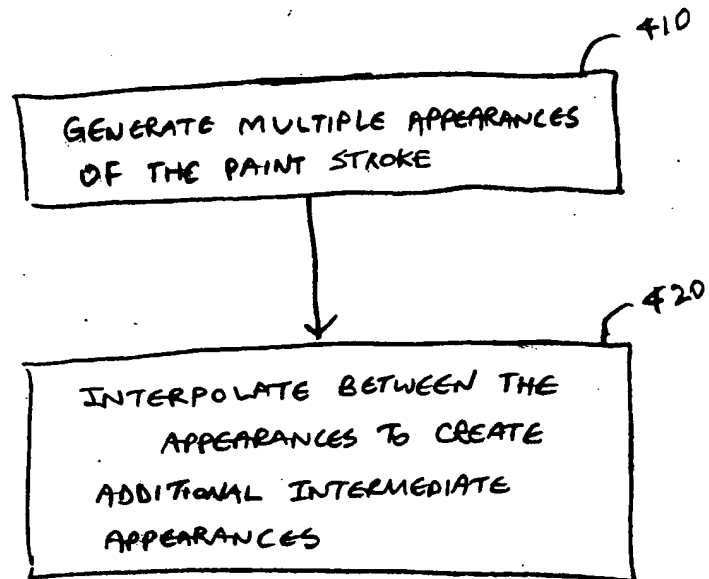 410
GENERATE MULTIPLE APPEARANCES
OF THE PAINT STROKE
420
INTERPOLATE BETWEEN THE
APPEARANCES TO CREATE
ADDITIONAL INTERMEDIATE
APPEARANCES